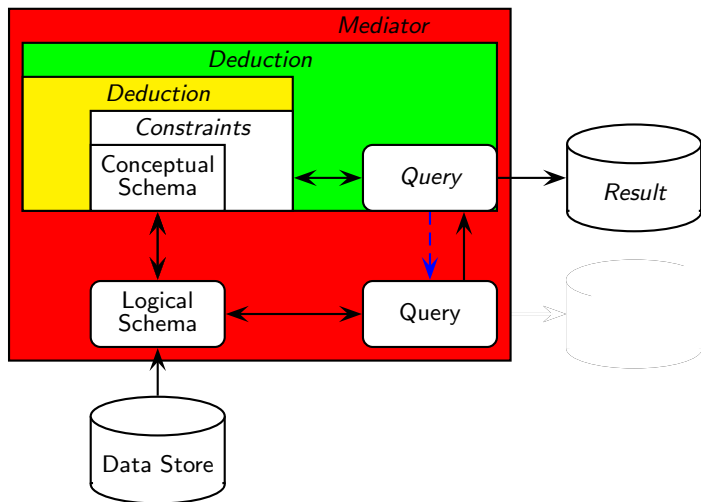 Mediator
Deduction
Deduction
Constraints
Conceptual
Schema
Query
Result
Logical
Schema
Query
Data Store